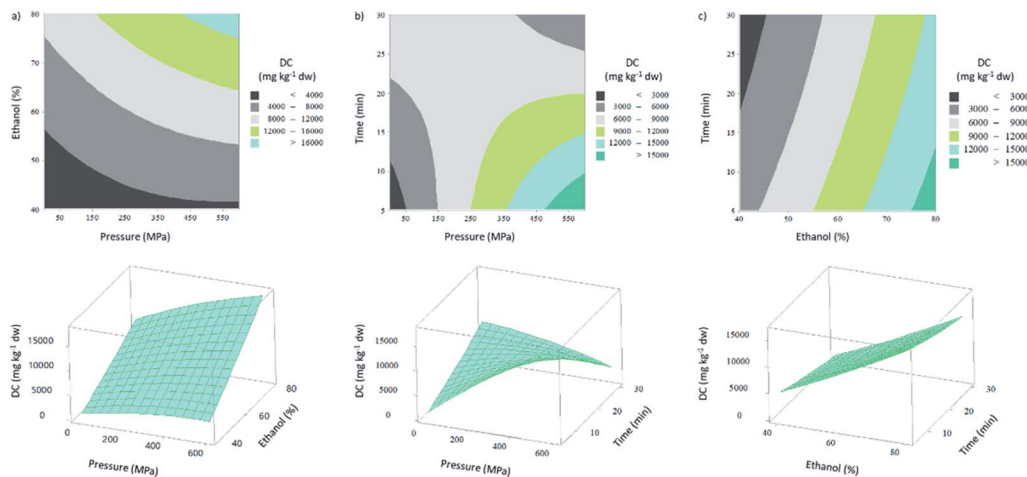 a)
80
70
60
50
40
Ethanol (%)
50 150 250 350 450 550
Pressure (MPa)
DC
(mg kg⁻¹ dw)
< 4000
4000 – 8000
8000 – 12000
12000 – 16000
> 16000
b)
30
25
20
15
10
5
Time (min)
50 150 250 350 450 550
Pressure (MPa)
DC
(mg kg⁻¹ dw)
< 3000
3000 – 6000
6000 – 9000
9000 – 12000
12000 – 15000
> 15000
c)
30
25
20
15
10
5
Time (min)
40 50 60 70 80
Ethanol (%)
DC
(mg kg⁻¹ dw)
< 3000
3000 – 6000
6000 – 9000
9000 – 12000
12000 – 15000
> 15000
DC (mg kg⁻¹ dw)
15000
10000
5000
0
0 200 400 600
Pressure (MPa)
40 60 80
Ethanol (%)
DC (mg kg⁻¹ dw)
15000
10000
5000
0
0 200 400 600
Pressure (MPa)
10 20 30
Time (min)
DC (mg kg⁻¹ dw)
15000
10000
5000
0
40 60 80
Ethanol (%)
10 20 30
Time (min)